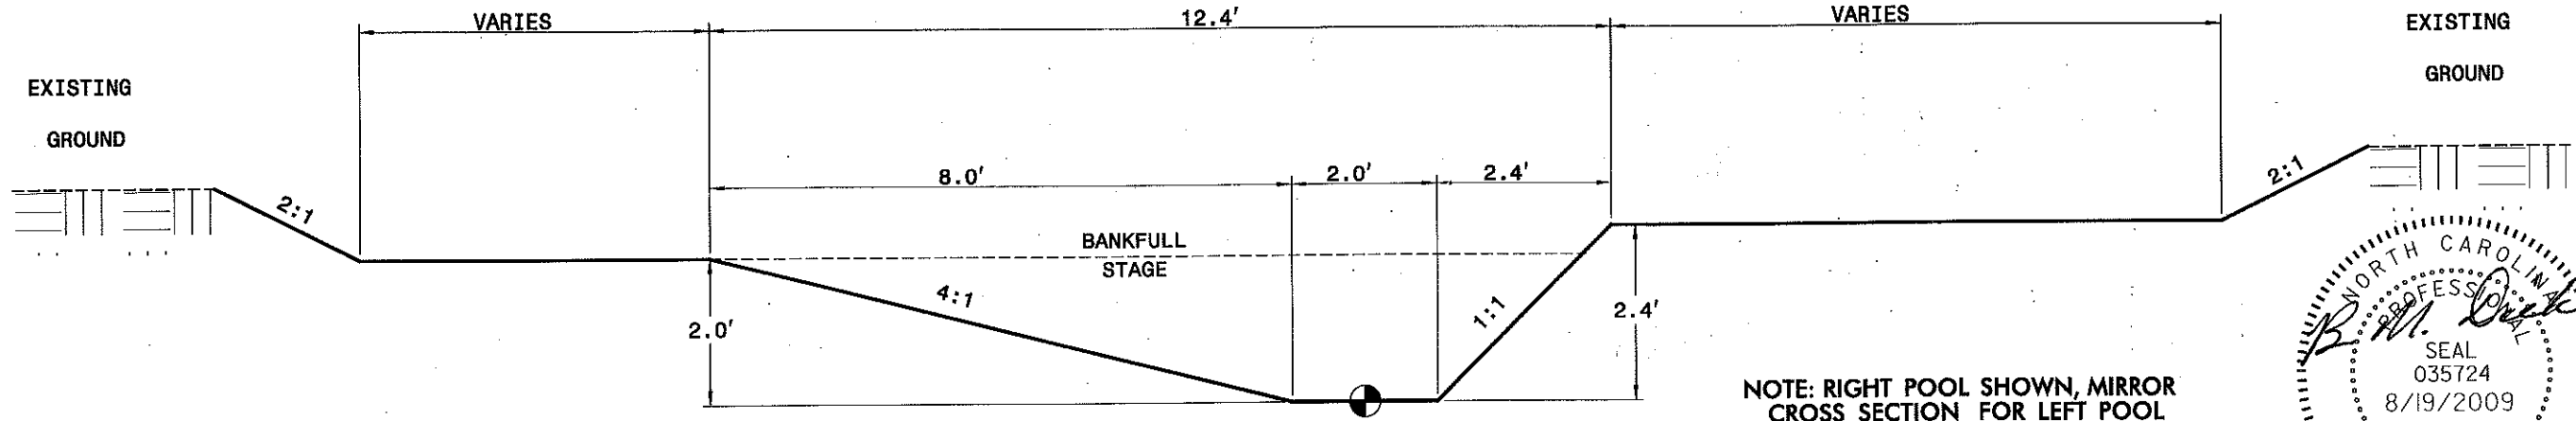 VARIES
12.4'
VARIES
EXISTING
GROUND
EXISTING
GROUND
8.0'
2.0'
2.4'
2:1
2:1
BANKFULL
STAGE
4:1
1:1
2.0'
2.4'
NOTE: RIGHT POOL SHOWN, MIRROR
CROSS SECTION FOR LEFT POOL
NORTH CAROLINA
PROFESSIONAL
SEAL
035724
8/19/2009